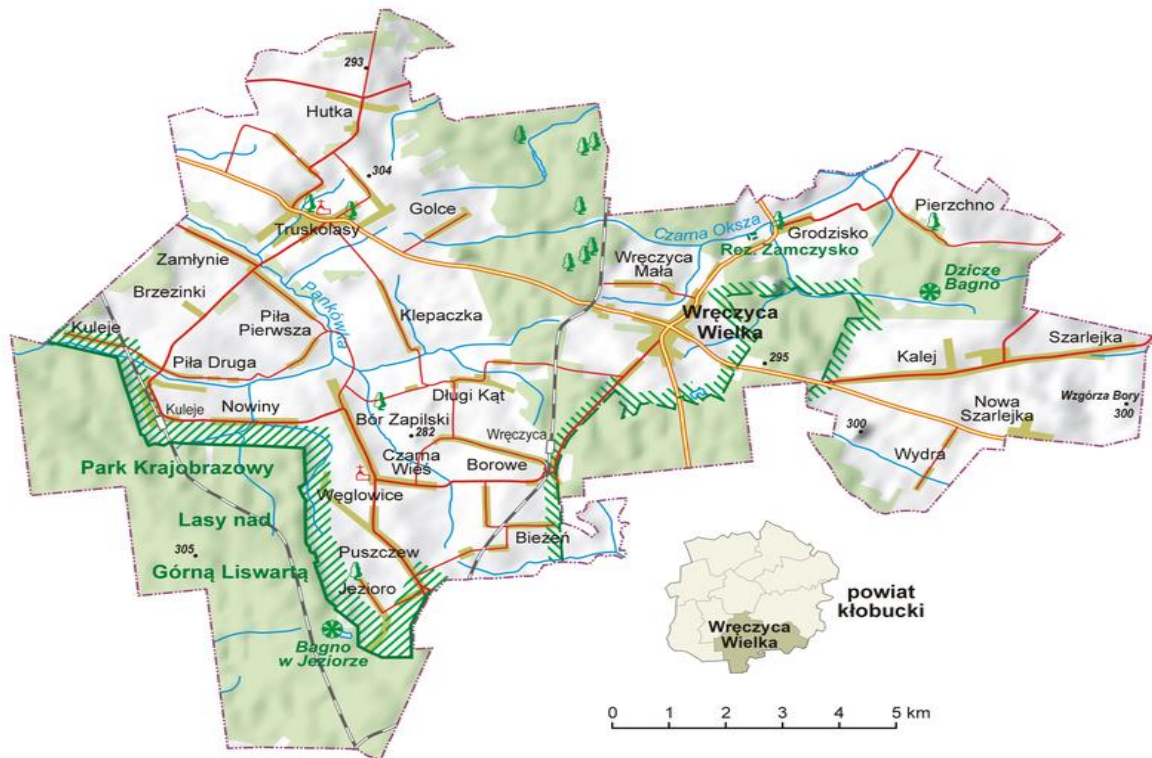 293
Hutka
304
Golce
Truskolasy
Zamłynie
Brzezinki
Piła
Pierwsza
Pankówka
Klepaczka
Kuleje
Piła Druga
Kuleje
Nowiny
Długi Kąt
Bór Zapilski
282
Czarna
Wieś
Wręczyca
Borowe
Park Krajobrazowy
Lasy nad
Górną Liswartą
305
Węglowice
Puszczew
Jezioro
Bieżeń
Bagno
w Jeziorze
Czarna Oksza
Wręczyca
Mała
Rez. Zamczysko
Grodzisko
Pierzchno
Dzicze
Bagno
Wręczyca
Wielka
295
Kalej
Szarlejka
Nowa
Szarlejka
Wzgórza Bory
300
300
Wydra
powiat
kłobucki
Wręczyca
Wielka
0 1 2 3 4 5 km